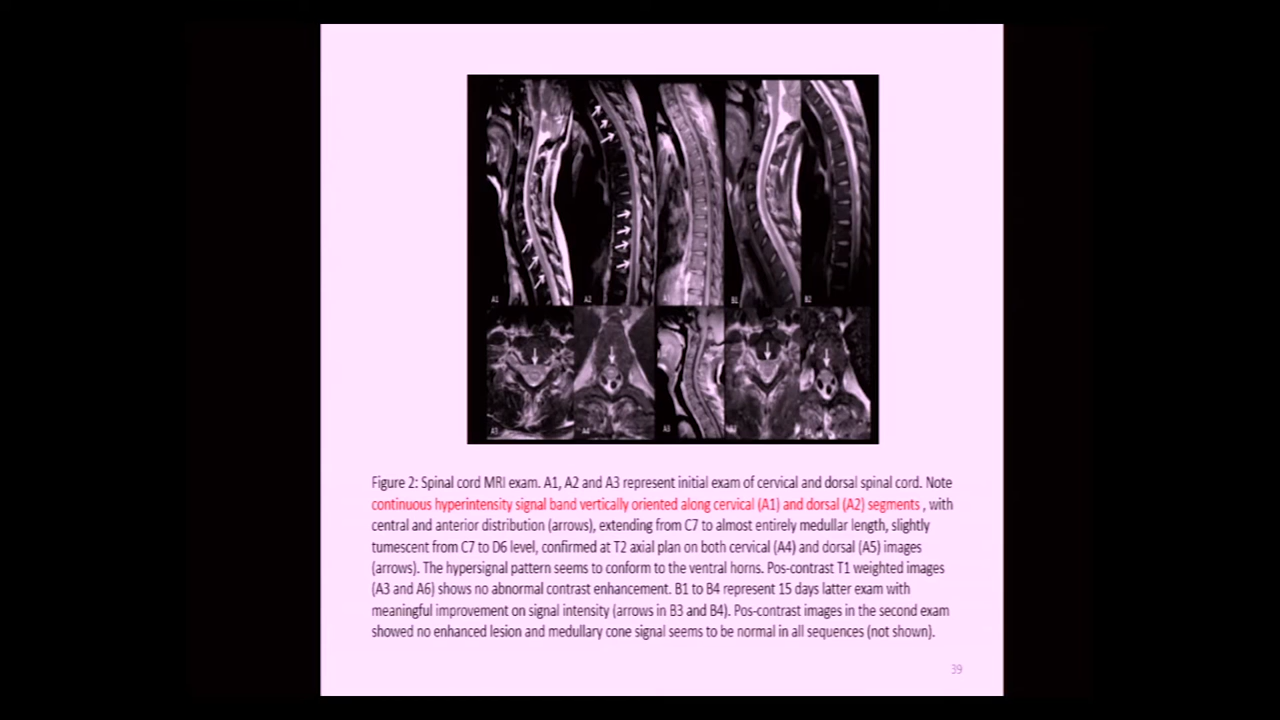 A1
A2
A3
B1
B2
A4
A3
Figure 2: Spinal cord MRI exam. A1, A2 and A3 represent initial exam of cervical and dorsal spinal cord. Note
continuous hyperintensity signal band vertically oriented along cervical (A1) and dorsal (A2) segments , with
central and anterior distribution (arrows), extending from C7 to almost entirely medullar length, slightly
tumescent from C7 to D6 level, confirmed at T2 axial plan on both cervical (A4) and dorsal (A5) images
(arrows). The hypersignal pattern seems to conform to the ventral horns. Pos-contrast T1 weighted images
(A3 and A6) shows no abnormal contrast enhancement. B1 to B4 represent 15 days latter exam with
meaningful improvement on signal intensity (arrows in B3 and B4). Pos-contrast images in the second exam
showed no enhanced lesion and medullary cone signal seems to be normal in all sequences (not shown).
39